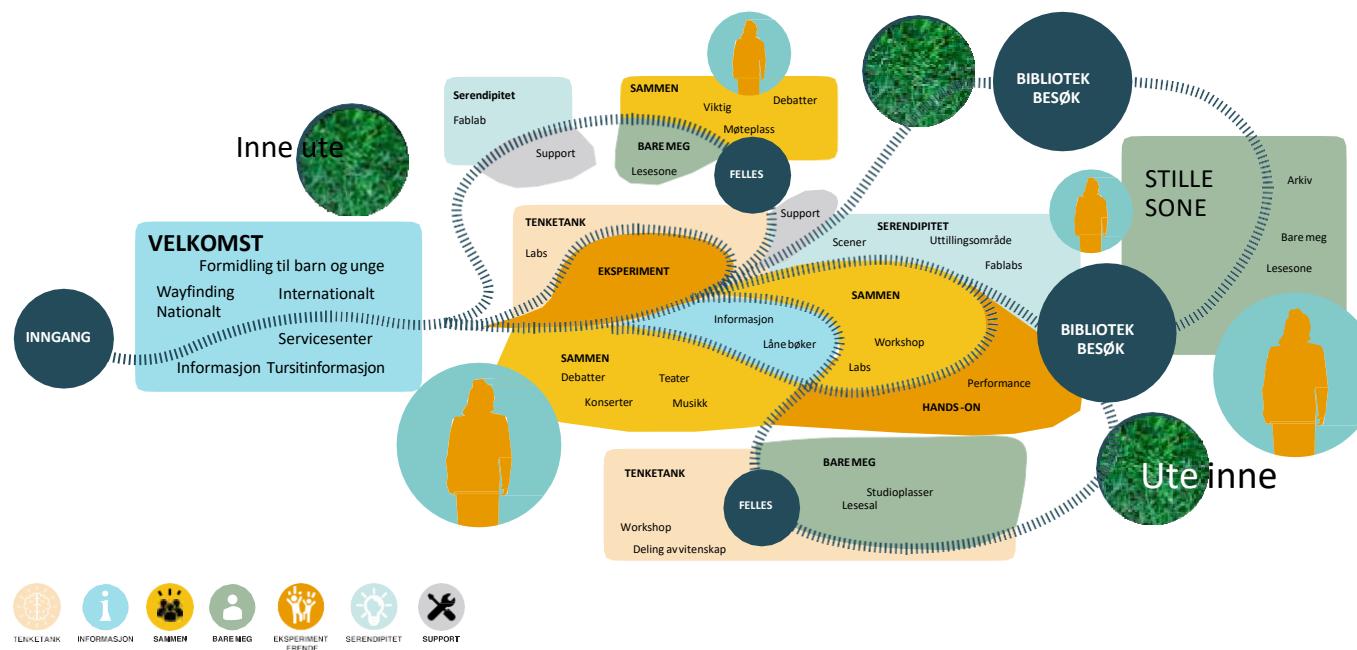 Inne ute
VELKOMST
Formidling til barn og unge
Wayfinding
Nationalt
Internationalt
Servicesenter
Informasjon
Tursitinformasjon
INNGANG
Serendipitet
Fablab
Support
SAMMEN
Viktig
Debatter
Møteplass
BARE MEG
Lesesone
FELLES
TENKETANK
Labs
EKSPERIMENT
Support
SERENDIPITET
Scener
Uttillingsområde
Fablabs
BIBLIOTEK
BESØK
STILLE
SONE
Arkiv
Bare meg
Lesesone
SAMMEN
Informasjon
Låne bøker
Workshop
Labs
BIBLIOTEK
BESØK
SAMMEN
Debatter
Teater
Konserter
Musikk
Performance
HANDS-ON
TENKETANK
Workshop
Deling av vitenskap
FELLES
BARE MEG
Studioplasser
Lesesal
Ute inne
TENKETANK
INFORMASJON
SAMMEN
BARE MEG
EKSPERIMENT
ERENDE
SERENDIPITET
SUPPORT